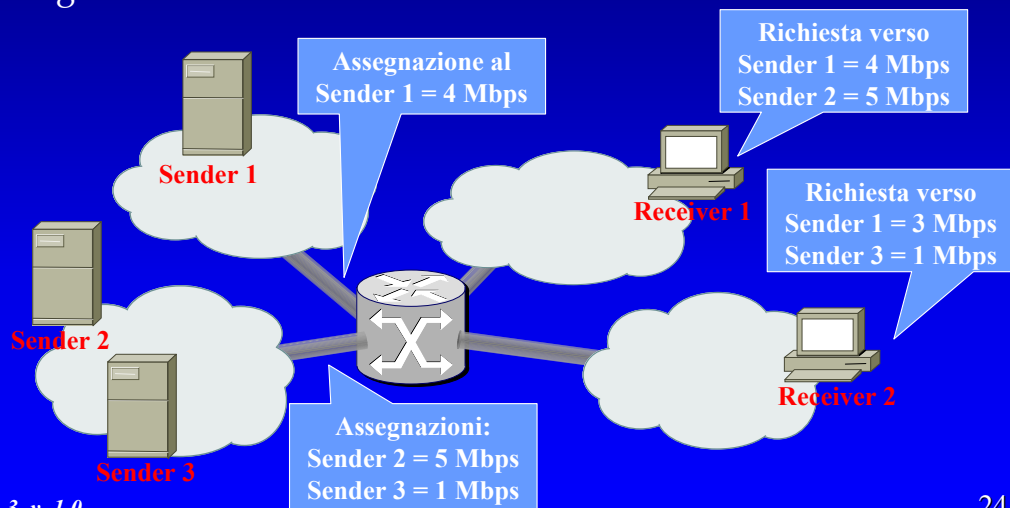 Assegnazione al
Sender 1 = 4 Mbps
Richiesta verso
Sender 1 = 4 Mbps
Sender 2 = 5 Mbps
Sender 1
Receiver 1
Richiesta verso
Sender 1 = 3 Mbps
Sender 3 = 1 Mbps
Sender 2
Receiver 2
Sender 3
Assegnazioni:
Sender 2 = 5 Mbps
Sender 3 = 1 Mbps
24